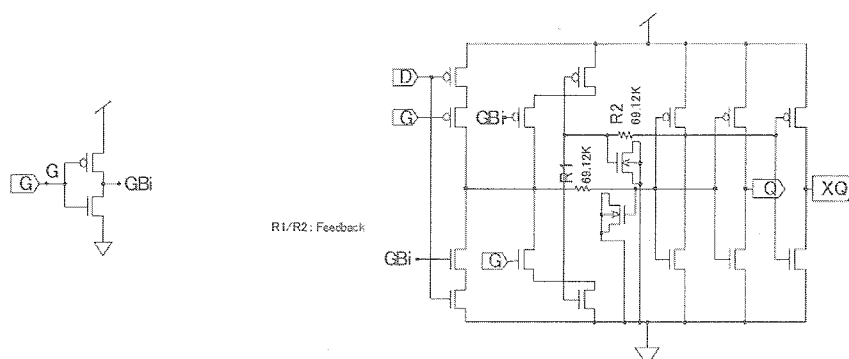 D
G
GBi
R2
69.12K
G
G
GBi
R1
69.12K
Q
XQ
R1/R2: Feedback
GBi
G